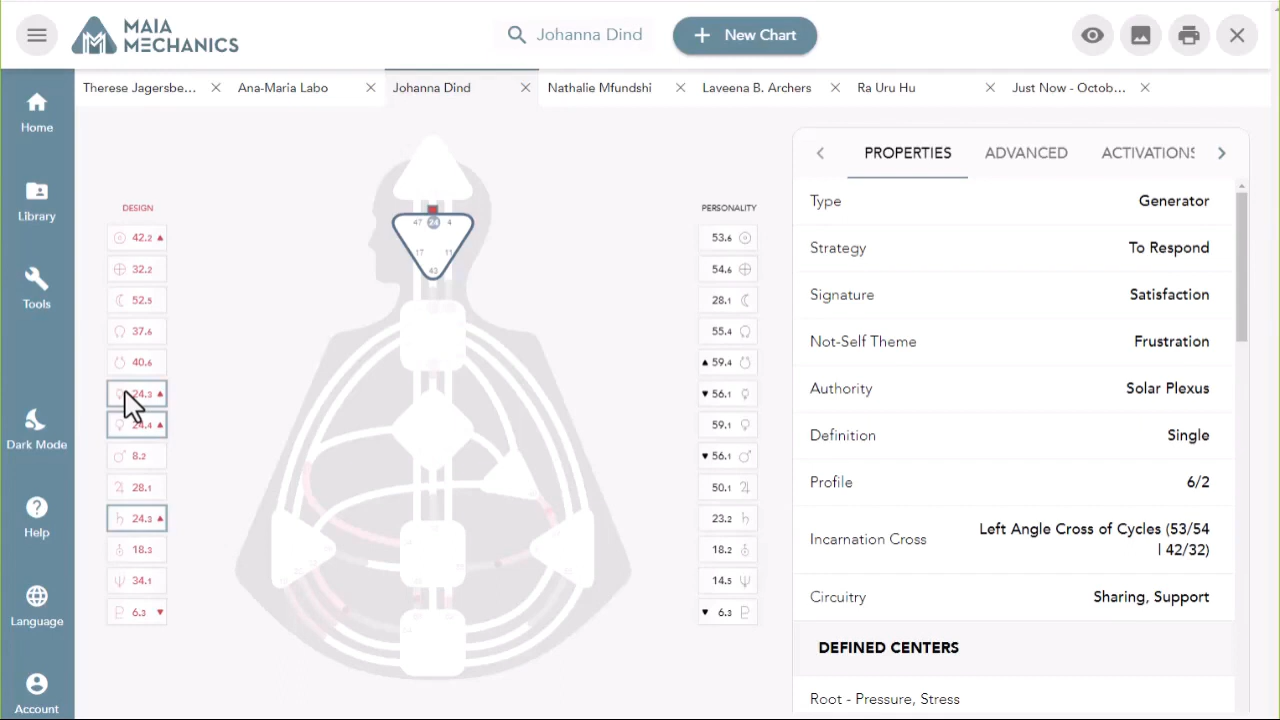 MAIA
MECHANICS
Johanna Dind
New Chart
Therese Jagersbe...
Ana-Maria Labo
Johanna Dind
Nathalie Mfundshi
Laveena B. Archers
Ra Uru Hu
Just Now - Octob...
Home
Library
Tools
Dark Mode
Help
Language
Account
DESIGN
42.2
32.2
52.5
37.6
40.6
24.3
24.4
8.2
28.1
24.3
18.3
34.1
6.3
47 24 4
17 11
43
PERSONALITY
53.6
54.6
28.1
55.4
59.4
56.1
59.1
56.1
50.1
23.2
18.2
14.5
6.3
PROPERTIES
ADVANCED
ACTIVATIONS
Type Generator
Strategy To Respond
Signature Satisfaction
Not-Self Theme Frustration
Authority Solar Plexus
Definition Single
Profile 6/2
Incarnation Cross Left Angle Cross of Cycles (53/54
| 42/32)
Circuitry Sharing, Support
DEFINED CENTERS
Root - Pressure, Stress